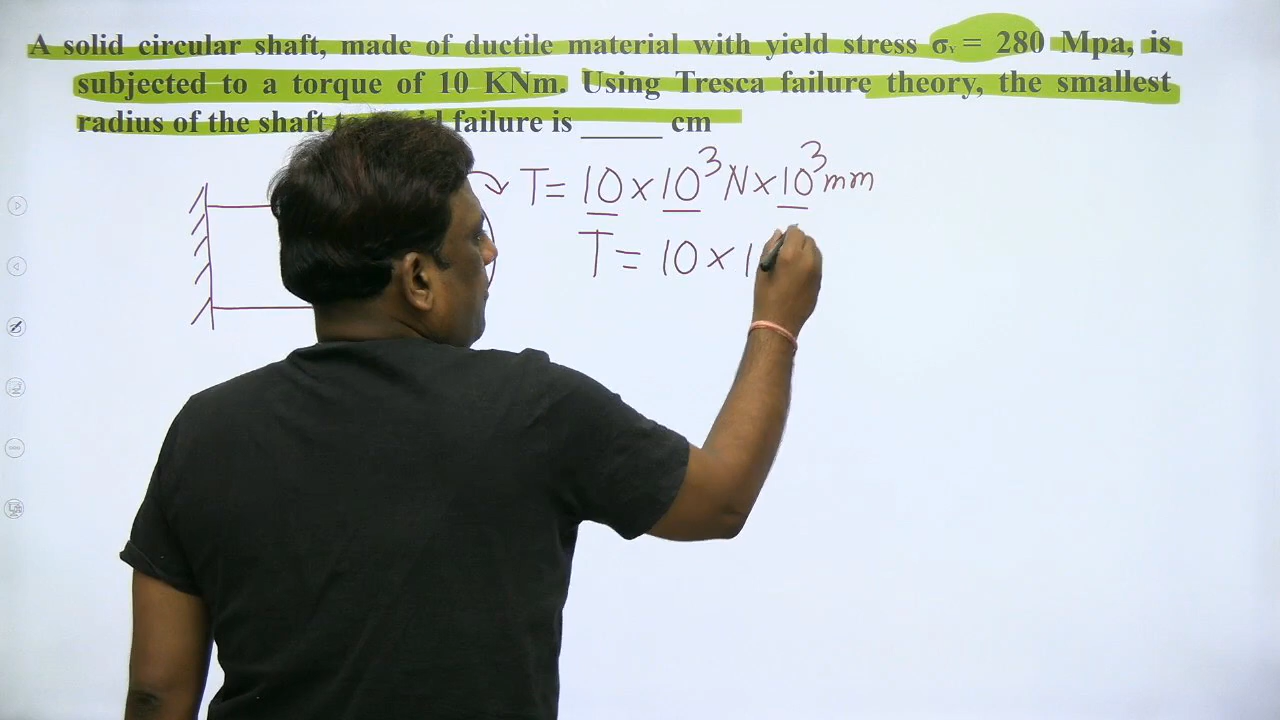 A solid circular shaft, made of ductile material with yield stress σᵧ = 280 Mpa, is
subjected to a torque of 10 KNm. Using Tresca failure theory, the smallest
radius of the shaft failure is ______ cm
T = 10 × 10³ N × 10³ mm
T = 10 × 1